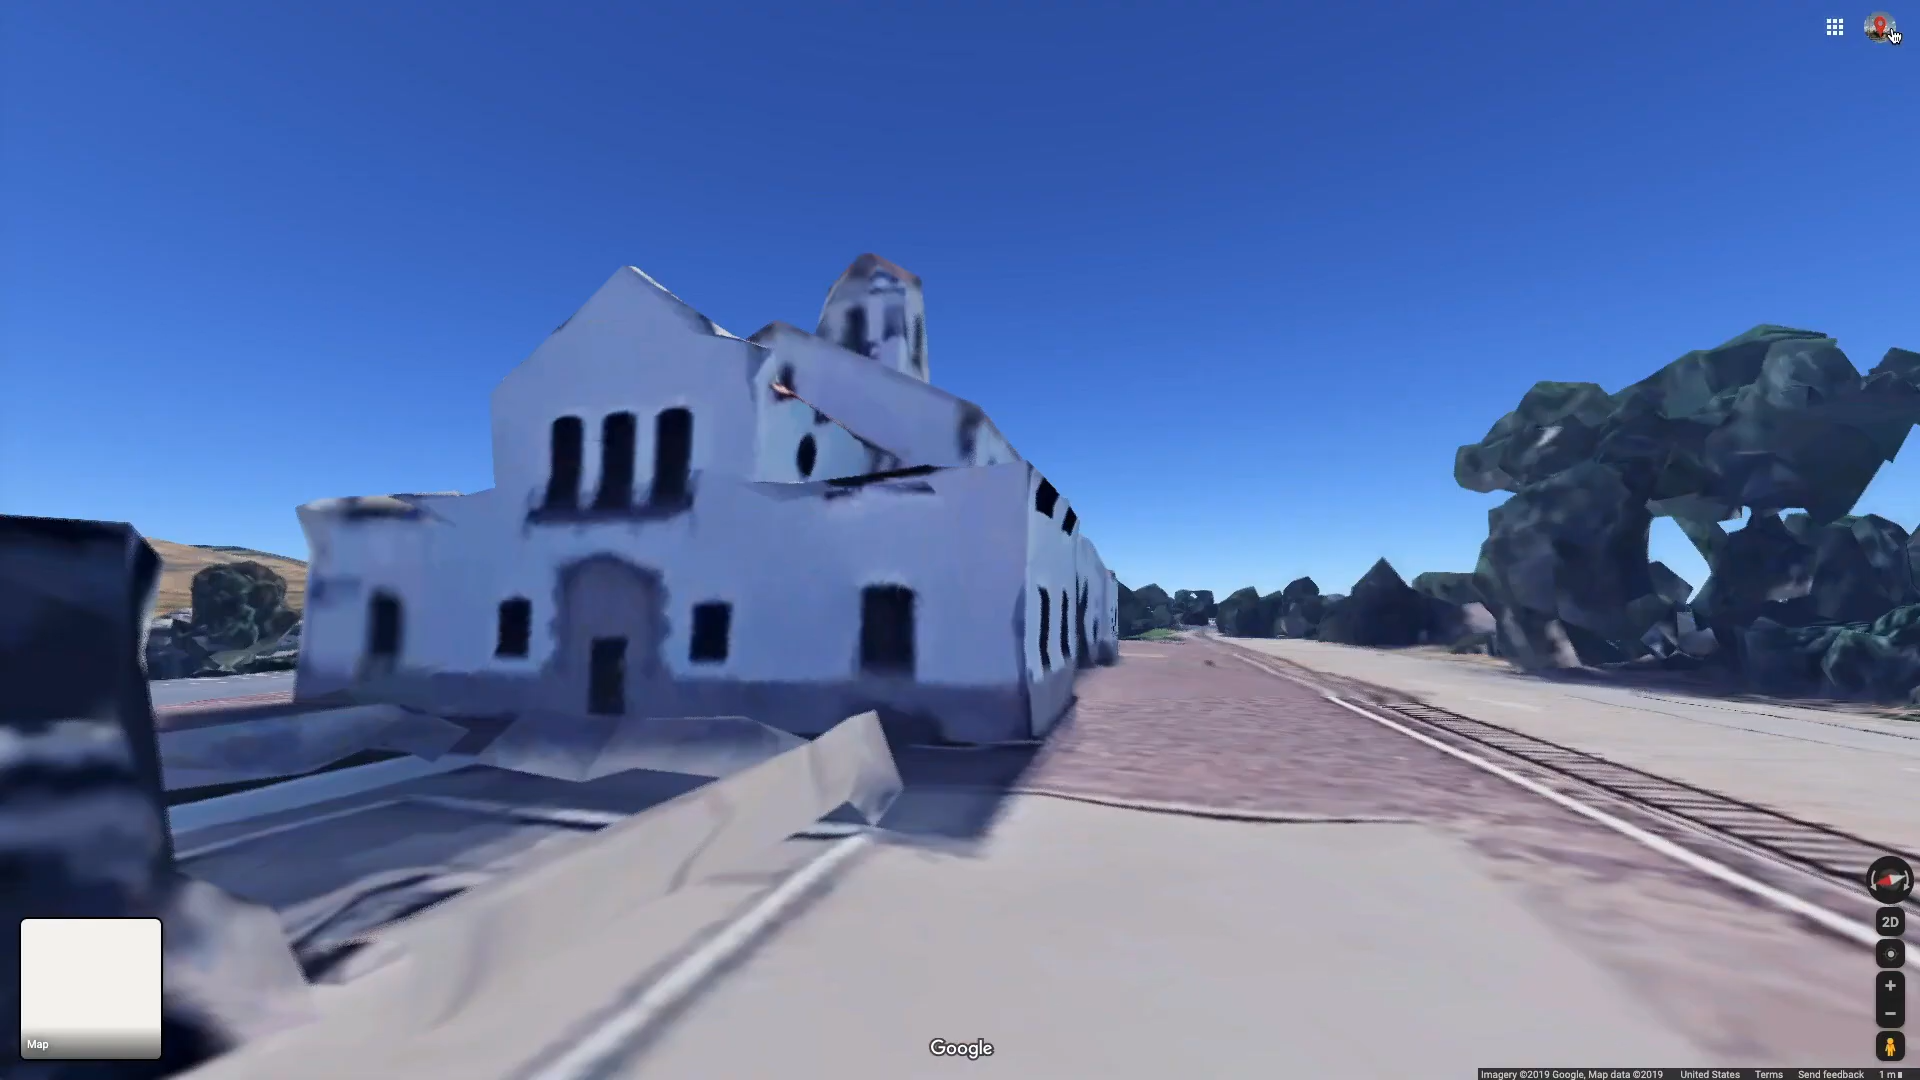 2D
Map
Google
Imagery ©2019 Google, Map data ©2019 United States Terms Send feedback 1 m